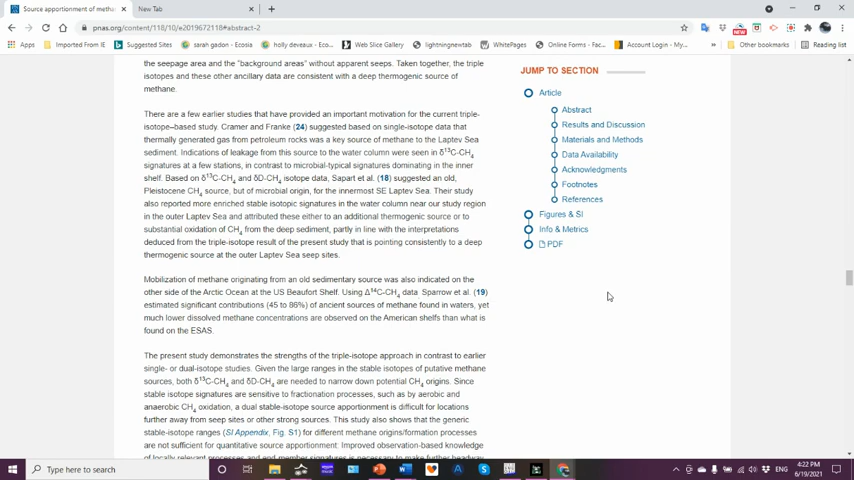 Source apportionment of metha
New Tab
pnas.org/content/118/10/e2019672118#abstract-2
NEW
Apps
Imported From IE
Suggested Sites
sarah gadon - Ecosia
holly deveaux - Eco...
Web Slice Gallery
lightningnewtab
WhitePages
Online Forms - Fac...
Account Login - My...
Other bookmarks
Reading list
the seepage area and the "background areas" without apparent seeps. Taken together, the triple
isotopes and these other ancillary data are consistent with a deep thermogenic source of
methane.
There are a few earlier studies that have provided an important motivation for the current triple-
isotope–based study. Cramer and Franke (24) suggested based on single-isotope data that
thermally generated gas from petroleum rocks was a key source of methane to the Laptev Sea
sediment. Indications of leakage from this source to the water column were seen in δ¹³C-CH₄
signatures at a few stations, in contrast to microbial-typical signatures dominating in the inner
shelf. Based on δ¹³C-CH₄ and δD-CH₄ isotope data, Sapart et al. (18) suggested an old,
Pleistocene CH₄ source, but of microbial origin, for the innermost SE Laptev Sea. Their study
also reported more enriched stable isotopic signatures in the water column near our study region
in the outer Laptev Sea and attributed these either to an additional thermogenic source or to
substantial oxidation of CH₄ from the deep sediment, partly in line with the interpretations
deduced from the triple-isotope result of the present study that is pointing consistently to a deep
thermogenic source at the outer Laptev Sea seep sites.
Mobilization of methane originating from an old sedimentary source was also indicated on the
other side of the Arctic Ocean at the US Beaufort Shelf. Using Δ¹⁴C-CH₄ data Sparrow et al. (19)
estimated significant contributions (45 to 86%) of ancient sources of methane found in waters, yet
much lower dissolved methane concentrations are observed on the American shelfs than what is
found on the ESAS.
The present study demonstrates the strengths of the triple-isotope approach in contrast to earlier
single- or dual-isotope studies. Given the large ranges in the stable isotopes of putative methane
sources, both δ¹³C-CH₄ and δD-CH₄ are needed to narrow down potential CH₄ origins. Since
stable isotope signatures are sensitive to fractionation processes, such as by aerobic and
anaerobic CH₄ oxidation, a dual stable-isotope source apportionment is difficult for locations
further away from seep sites or other strong sources. This study also shows that the generic
stable-isotope ranges (SI Appendix, Fig. S1) for different methane origins/formation processes
are not sufficient for quantitative source apportionment: Improved observation-based knowledge
of locally relevant processes and end-member signatures is necessary to make further headway
JUMP TO SECTION
Article
Abstract
Results and Discussion
Materials and Methods
Data Availability
Acknowledgments
Footnotes
References
Figures & SI
Info & Metrics
PDF
Type here to search
ENG
4:22 PM
6/19/2021